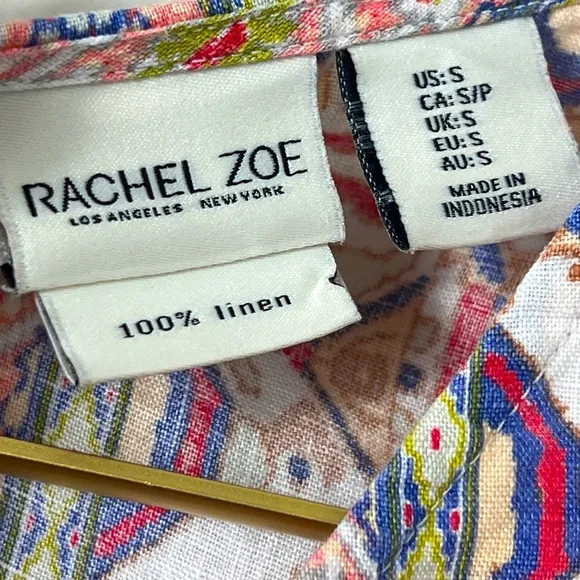 RACHEL ZOE
LOS ANGELES NEW YORK
100% linen
US: S
CA: S/P
UK: S
EU: S
AU: S
MADE IN
INDONESIA